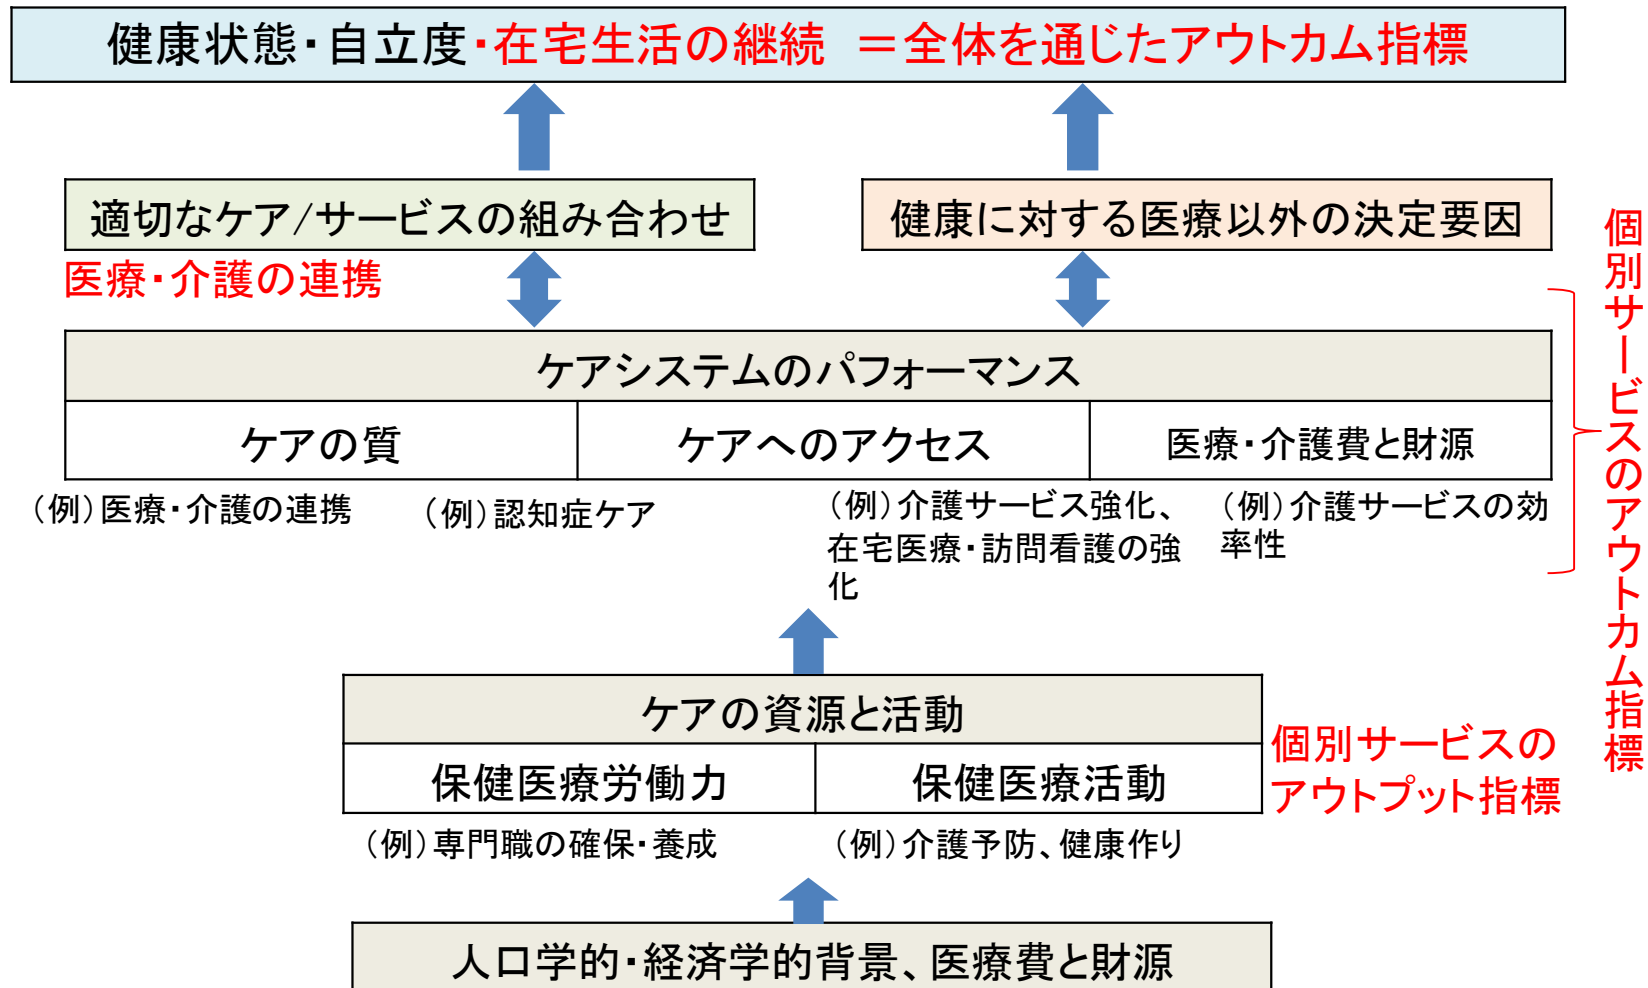 健康状態・自立度・在宅生活の継続 ＝全体を通じたアウトカム指標
適切なケア/サービスの組み合わせ
健康に対する医療以外の決定要因
医療・介護の連携
個別サービスのアウトカム指標
ケアシステムのパフォーマンス
ケアの質
ケアへのアクセス
医療・介護費と財源
（例）医療・介護の連携
（例）認知症ケア
（例）介護サービス強化、
在宅医療・訪問看護の強
化
（例）介護サービスの効
率性
ケアの資源と活動
保健医療労働力
保健医療活動
個別サービスの
アウトプット指標
（例）専門職の確保・養成
（例）介護予防、健康作り
人口学的・経済学的背景、医療費と財源